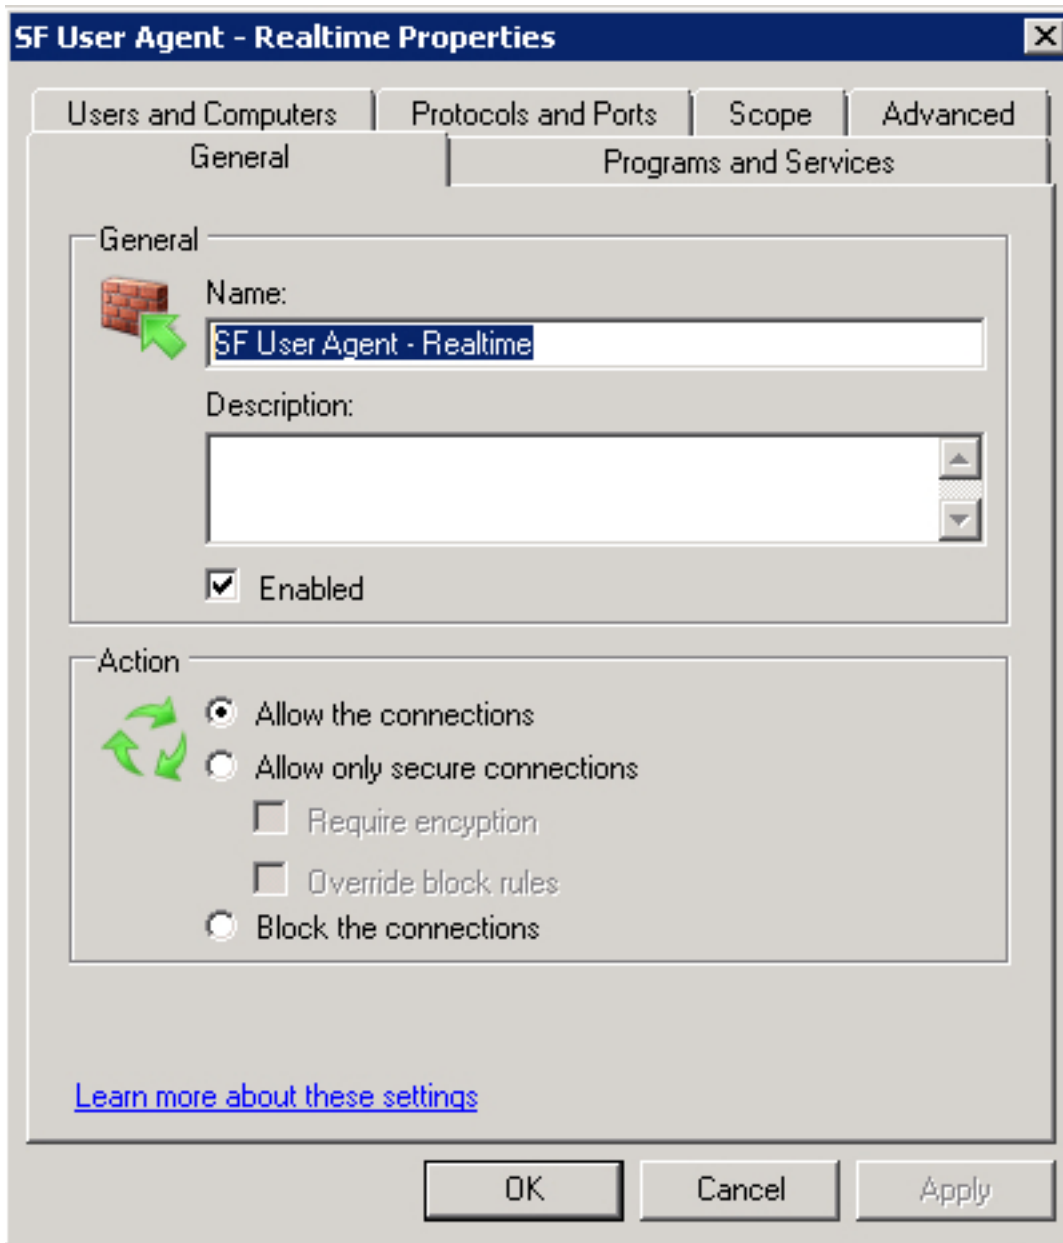 SF User Agent - Realtime Properties
Users and Computers
Protocols and Ports
Scope
Advanced
General
Programs and Services
General
Name:
SF User Agent - Realtime
Description:
Enabled
Action
Allow the connections
Allow only secure connections
Require encyption
Override block rules
Block the connections
Learn more about these settings
OK
Cancel
Apply